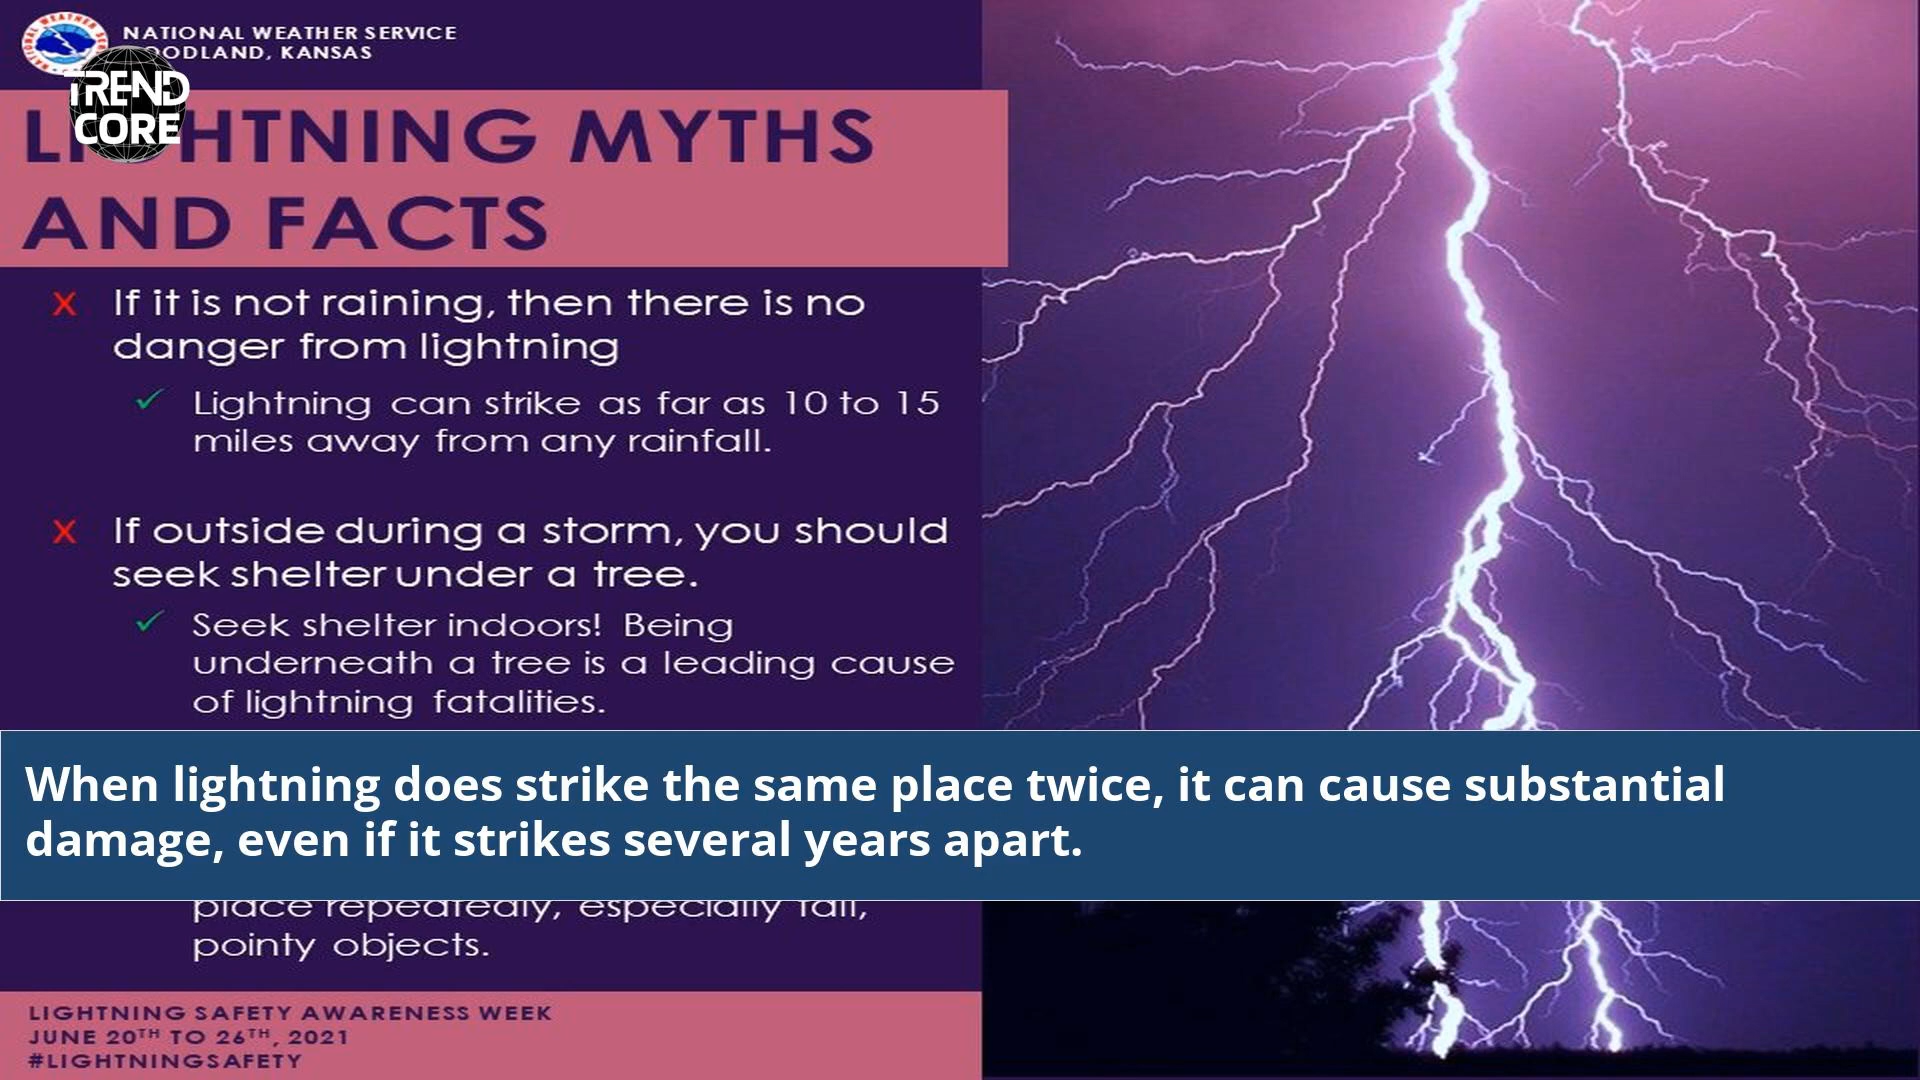 NATIONAL WEATHER SERVICE
KANSAS
TREND
CORE
MYTHS
AND FACTS
x If it is not raining, then there is no
danger from lightning
✓ Lightning can strike as far as 10 to 15
miles away from any rainfall.
x If outside during a storm, you should
seek shelter under a tree.
✓ Seek shelter indoors! Being
underneath a tree is a leading cause
of lightning fatalities.
When lightning does strike the same place twice, it can cause substantial
damage, even if it strikes several years apart.
place repeatedly, especially tall,
pointy objects.
LIGHTNING SAFETY AWARENESS WEEK
JUNE 20TH TO 26TH, 2021
#LIGHTNINGSAFETY